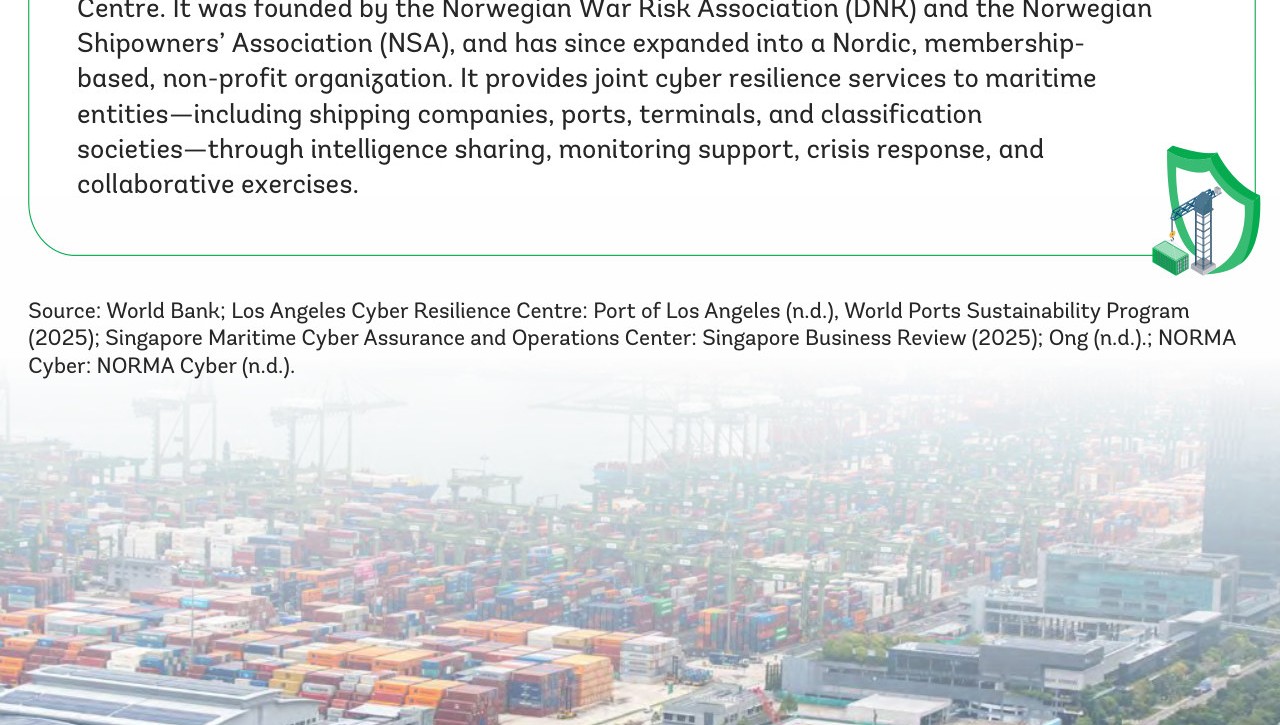 Centre. It was founded by the Norwegian War Risk Association (DNK) and the Norwegian
Shipowners’ Association (NSA), and has since expanded into a Nordic, membership-
based, non-profit organization. It provides joint cyber resilience services to maritime
entities—including shipping companies, ports, terminals, and classification
societies—through intelligence sharing, monitoring support, crisis response, and
collaborative exercises.
Source: World Bank; Los Angeles Cyber Resilience Centre: Port of Los Angeles (n.d.), World Ports Sustainability Program
(2025); Singapore Maritime Cyber Assurance and Operations Center: Singapore Business Review (2025); Ong (n.d.).; NORMA
Cyber: NORMA Cyber (n.d.).